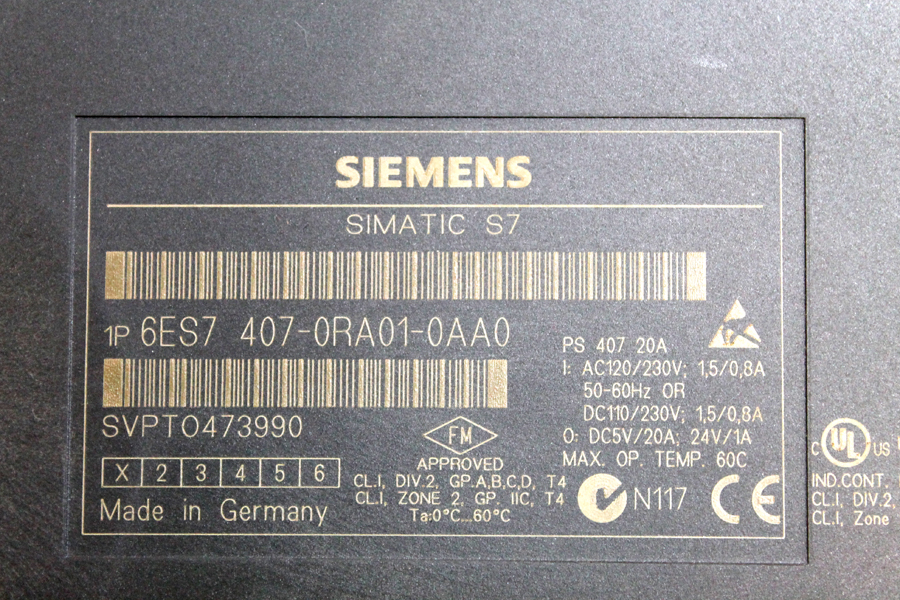 SIEMENS
SIMATIC S7
1P 6ES7 407-0RA01-0AA0
SVPT0473990
X 2 3 4 5 6
Made in Germany
FM
APPROVED
CL.I, DIV.2, GP.A,B,C,D, T4
CL.I, ZONE 2, GP. IIC, T4
Ta:0°C...60°C
PS 407 20A
I: AC120/230V; 1,5/0,8A
50-60Hz OR
DC110/230V; 1,5/0,8A
O: DC5V/20A; 24V/1A
MAX. OP. TEMP. 60C
N117
CE
C UL US
IND.CONT.
CL.I, DIV.2,
CL.I, Zone